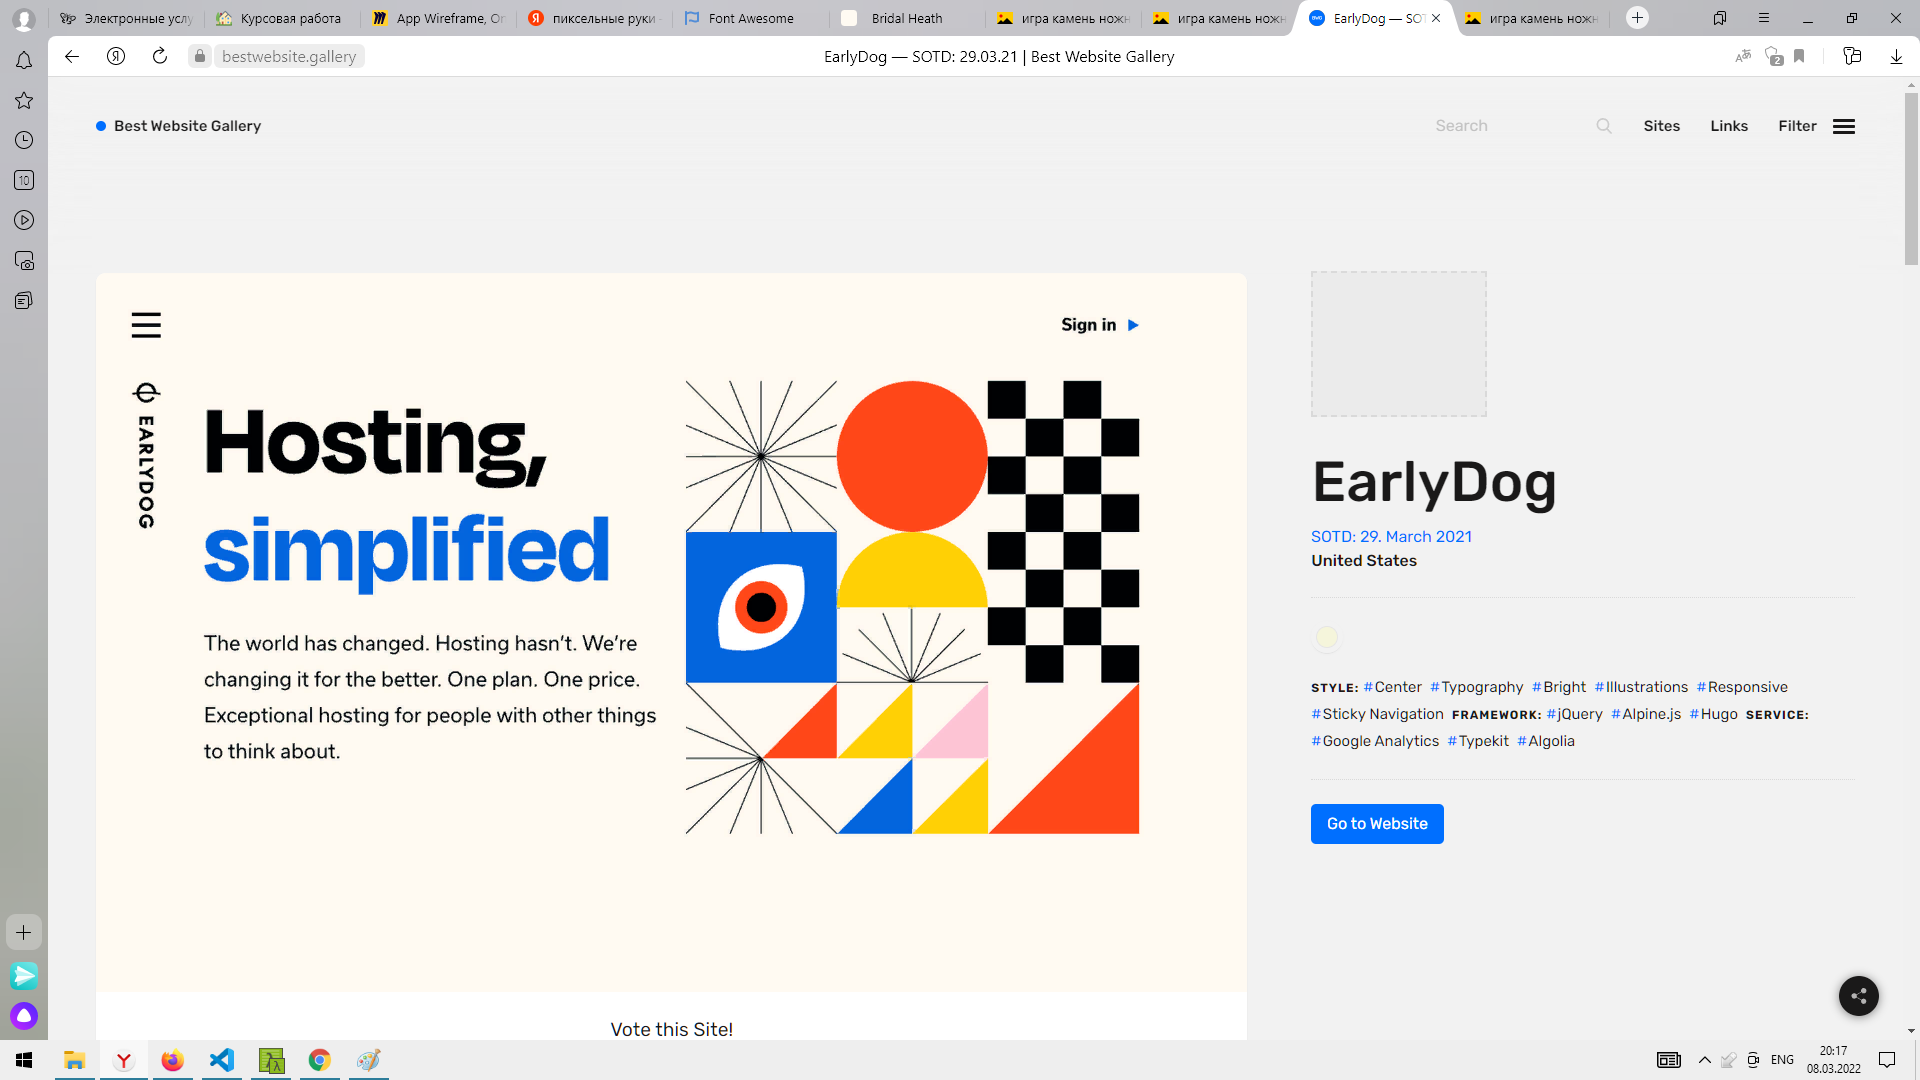 Электронные услу
Курсовая работа
App Wireframe, Or
пиксельные руки -
Font Awesome
Bridal Heath
игра камень ножн
игра камень ножн
EarlyDog — SOT
игра камень ножн
bestwebsite.gallery
EarlyDog — SOTD: 29.03.21 | Best Website Gallery
2
10
Best Website Gallery
Search
Sites
Links
Filter
Sign in
EARLYDOG
Hosting,
simplified
The world has changed. Hosting hasn't. We're
changing it for the better. One plan. One price.
Exceptional hosting for people with other things
to think about.
EarlyDog
SOTD: 29. March 2021
United States
STYLE: #Center #Typography #Bright #Illustrations #Responsive
#Sticky Navigation FRAMEWORK: #jQuery #Alpine.js #Hugo SERVICE:
#Google Analytics #Typekit #Algolia
Go to Website
Vote this Site!
ENG
20:17
08.03.2022